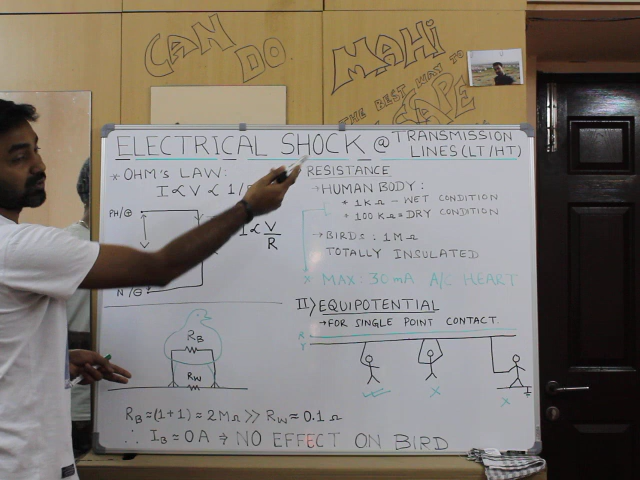 CAN DO
MAHi
THE BEST WAY TO
ELECTRICAL SHOCK @ TRANSMISSION LINES (LT/HT)
* OHM'S LAW:
I ∝ V ∝ 1/
PH/⊕
I ∝ V/R
N/⊖
RESISTANCE
→ HUMAN BODY:
* 1KΩ - WET CONDITION
* 100 KΩ = DRY CONDITION
→ BIRDS: 1MΩ
TOTALLY INSULATED
X MAX: 30mA A/C HEART
II> EQUIPOTENTIAL
→ FOR SINGLE POINT CONTACT.
X
Y
RB
RW
RB = (1+1) = 2MΩ >> RW = 0.1 Ω
∴ IB = 0A ⇒ NO EFFECT ON BIRD